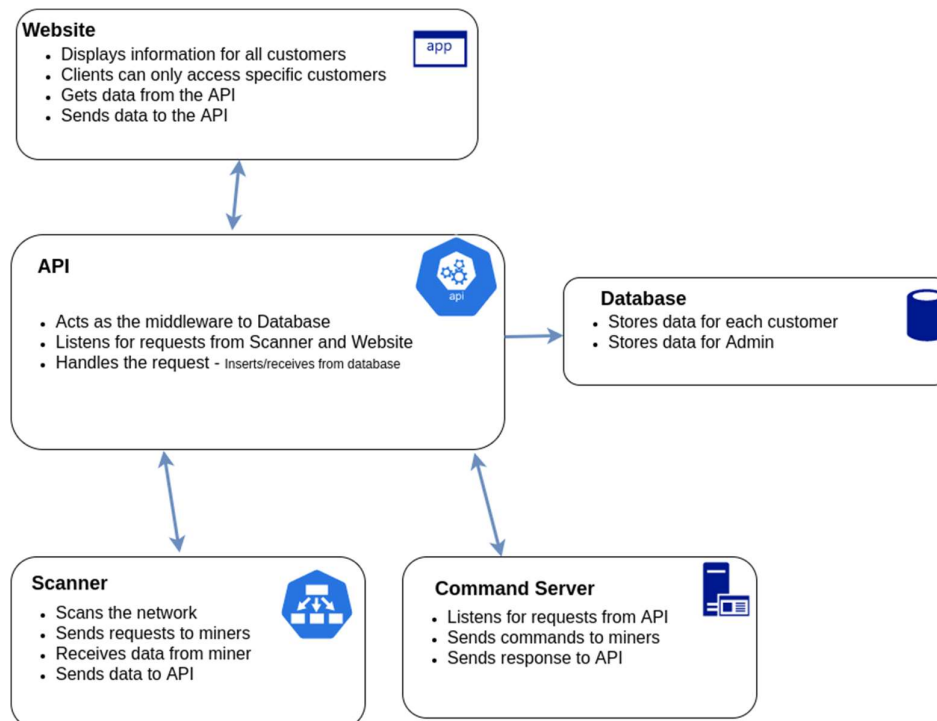 Website
app
• Displays information for all customers
• Clients can only access specific customers
• Gets data from the API
• Sends data to the API
API
api
• Acts as the middleware to Database
• Listens for requests from Scanner and Website
• Handles the request - Inserts/receives from database
Database
• Stores data for each customer
• Stores data for Admin
Scanner
• Scans the network
• Sends requests to miners
• Receives data from miner
• Sends data to API
Command Server
• Listens for requests from API
• Sends commands to miners
• Sends response to API